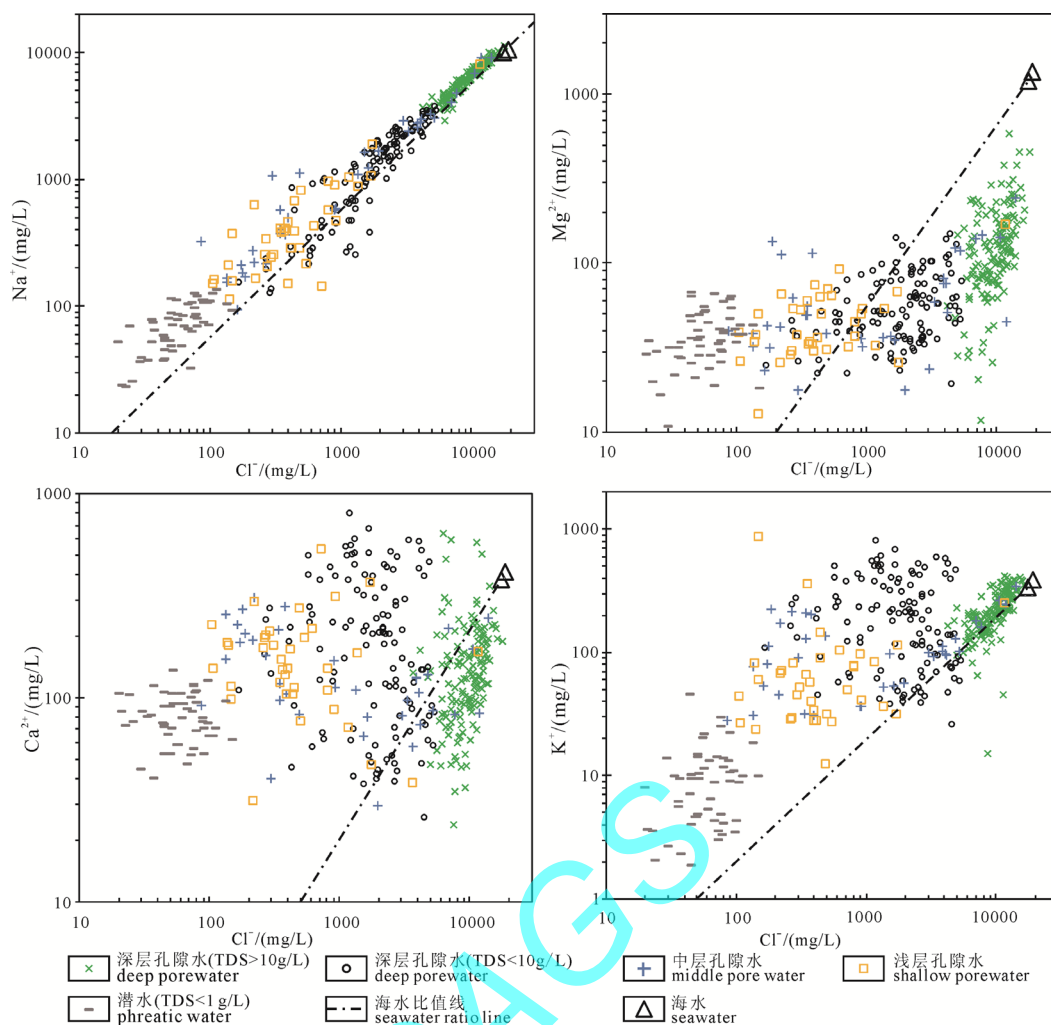 10000
1000
100
10
Na⁺/(mg/L)
10 100 1000 10000
Cl⁻/(mg/L)
1000
100
10
Mg²⁺/(mg/L)
10 100 1000 10000
Cl⁻/(mg/L)
1000
100
10
Ca²⁺/(mg/L)
10 100 1000 10000
Cl⁻/(mg/L)
1000
100
10
1
K⁺/(mg/L)
10 100 1000 10000
Cl⁻/(mg/L)
深层孔隙水(TDS>10g/L)
deep porewater
深层孔隙水(TDS<10g/L)
deep porewater
中层孔隙水
middle pore water
浅层孔隙水
shallow porewater
潜水(TDS<1 g/L)
phreatic water
海水比值线
seawater ratio line
海水
seawater
AGS